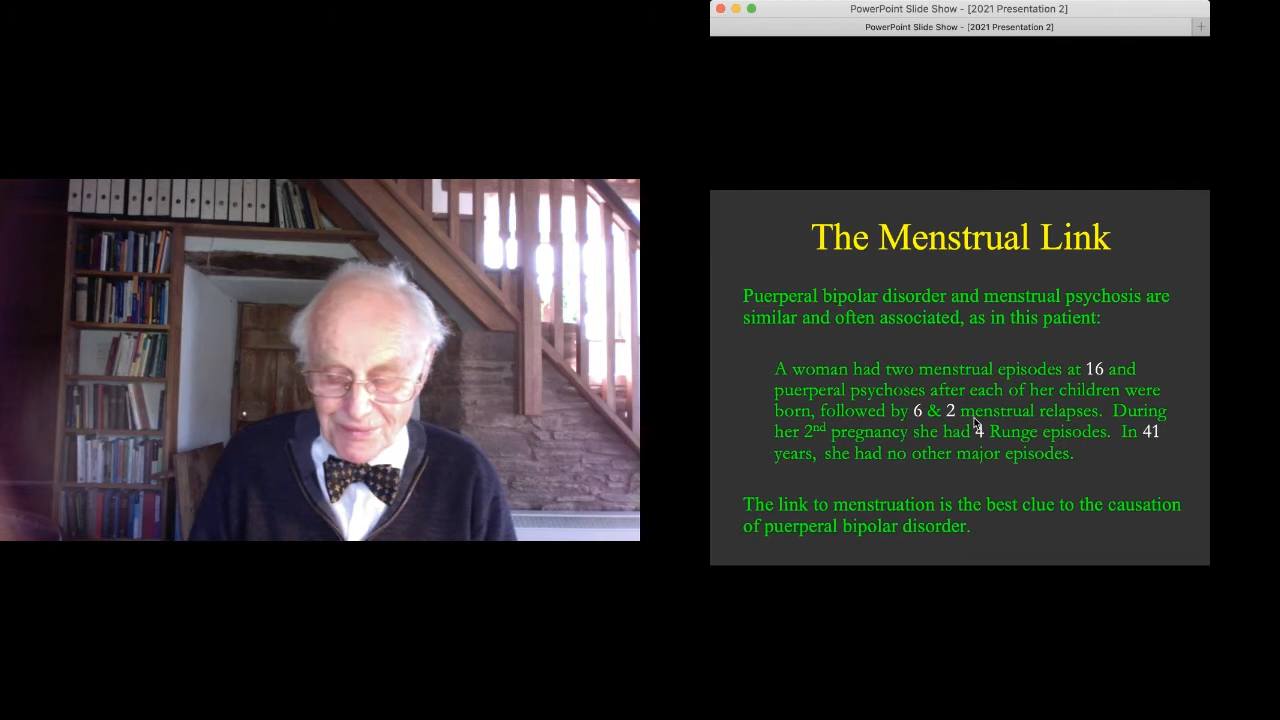 PowerPoint Slide Show - [2021 Presentation 2]
PowerPoint Slide Show - [2021 Presentation 2]
The Menstrual Link
Puerperal bipolar disorder and menstrual psychosis are
similar and often associated, as in this patient:
A woman had two menstrual episodes at 16 and
puerperal psychoses after each of her children were
born, followed by 6 & 2 menstrual relapses. During
her 2nd pregnancy she had 4 Runge episodes. In 41
years, she had no other major episodes.
The link to menstruation is the best clue to the causation
of puerperal bipolar disorder.